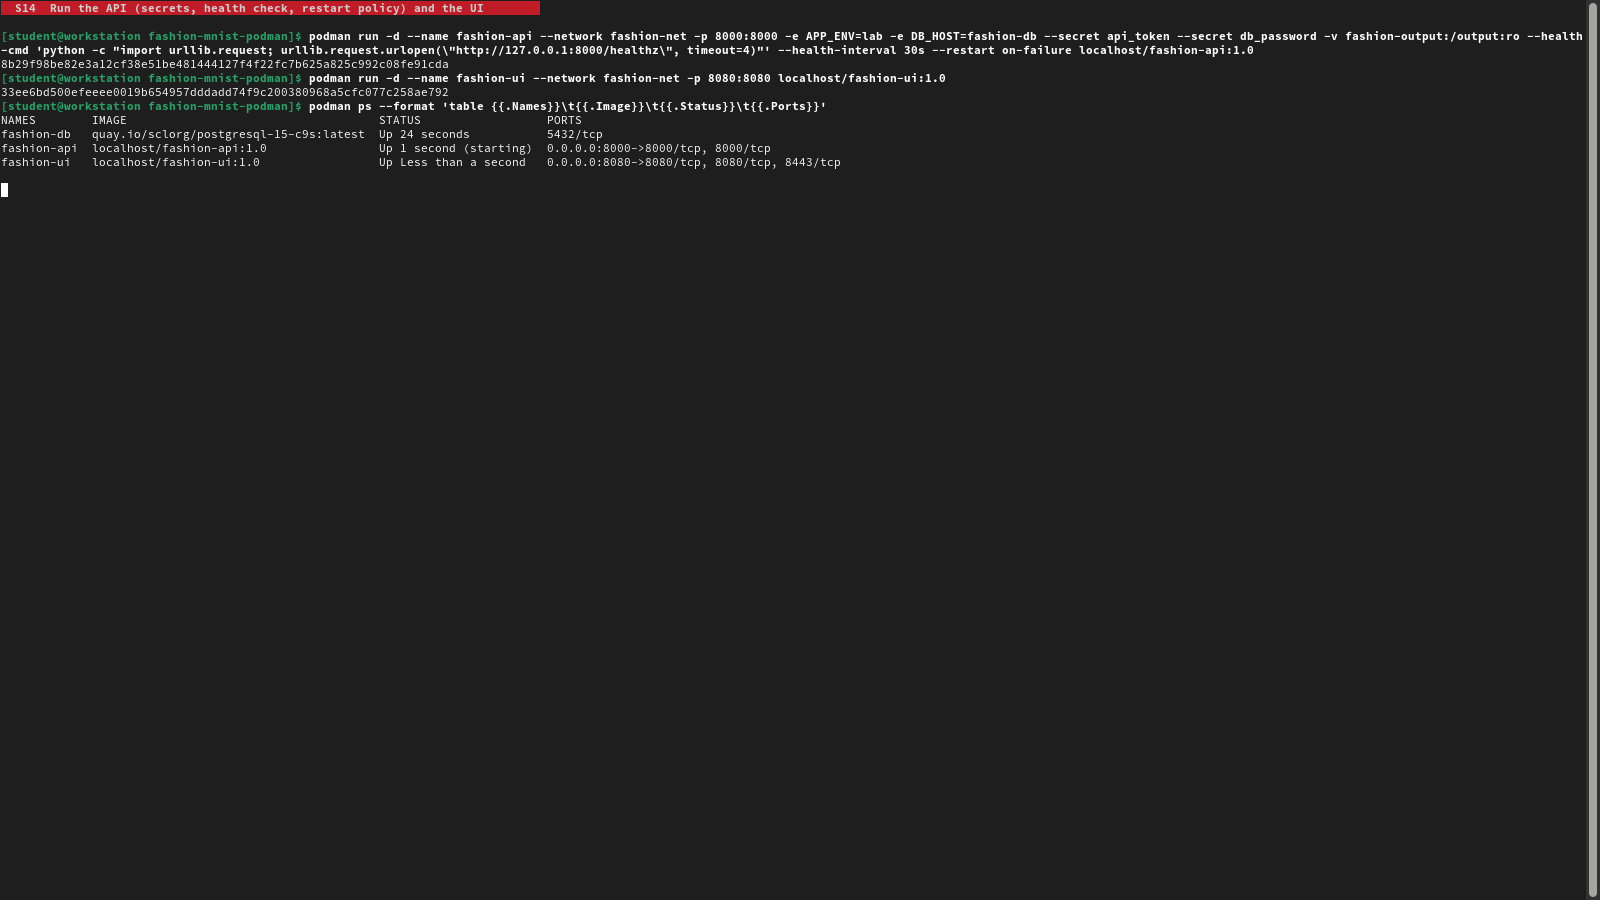 S14  Run the API (secrets, health check, restart policy) and the UI
[student@workstation fashion-mnist-podman]$ podman run -d --name fashion-api --network fashion-net -p 8000:8000 -e APP_ENV=lab -e DB_HOST=fashion-db --secret api_token --secret db_password -v fashion-output:/output:ro --health
-cmd 'python -c "import urllib.request; urllib.request.urlopen(\"http://127.0.0.1:8000/healthz\", timeout=4)"' --health-interval 30s --restart on-failure localhost/fashion-api:1.0
8b29f98be82e3a12cf38e51be481444127f4f22fc7b625a825c992c08fe91cda
[student@workstation fashion-mnist-podman]$ podman run -d --name fashion-ui --network fashion-net -p 8080:8080 localhost/fashion-ui:1.0
33ee6bd500efeeee0019b654957dddadd74f9c200380968a5cfc077c258ae792
[student@workstation fashion-mnist-podman]$ podman ps --format 'table {{.Names}}\t{{.Image}}\t{{.Status}}\t{{.Ports}}'
NAMES       IMAGE                                    STATUS                  PORTS
fashion-db   quay.io/sclorg/postgresql-15-c9s:latest  Up 24 seconds           5432/tcp
fashion-api  localhost/fashion-api:1.0                Up 1 second (starting)  0.0.0.0:8000->8000/tcp, 8000/tcp
fashion-ui   localhost/fashion-ui:1.0                 Up Less than a second   0.0.0.0:8080->8080/tcp, 8080/tcp, 8443/tcp